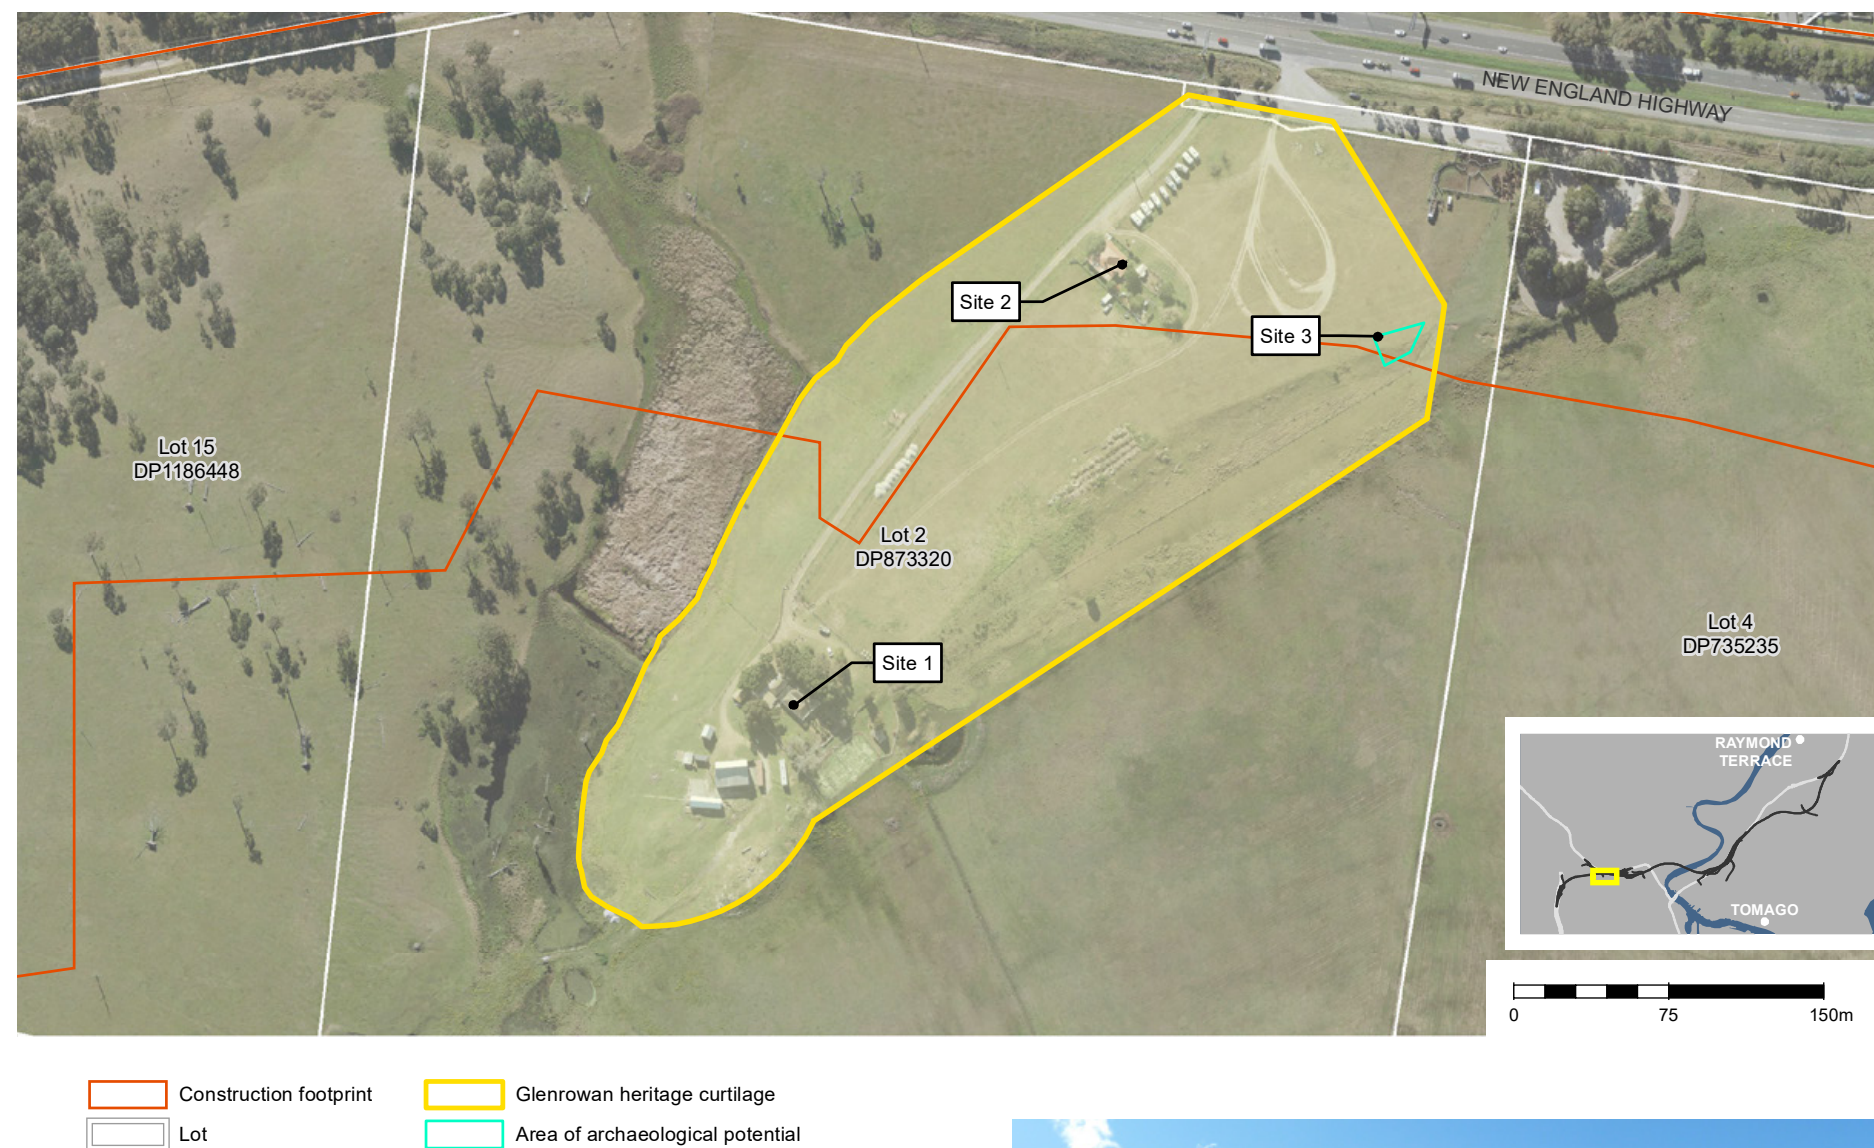 NEW ENGLAND HIGHWAY
Site 2
Site 3
Lot 15
DP1186448
Lot 2
DP873320
Lot 4
DP735235
Site 1
RAYMOND
TERRACE
TOMAGO
0 75 150m
Construction footprint
Glenrowan heritage curtilage
Lot
Area of archaeological potential